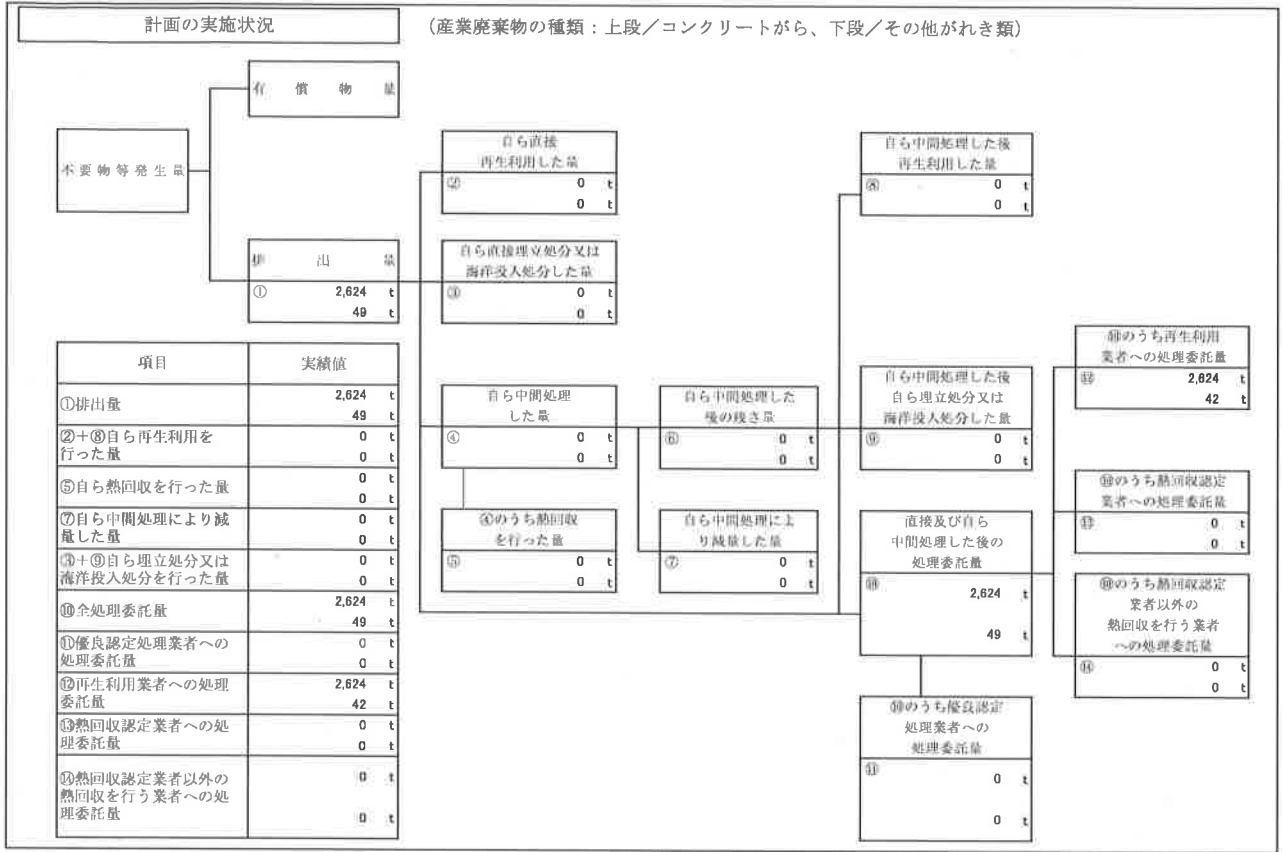 計画の実施状況
(産業廃棄物の種類：上段／コンクリートがら、下段／その他がれき類)
有償物量
不要物等発生量
排出量
① 2,624 t
49 t
自ら直接
再生利用した量
② 0 t
0 t
自ら直接埋立処分又は
海洋投入処分した量
③ 0 t
0 t
自ら中間処理した後
再生利用した量
⑧ 0 t
0 t
項目 実績値
①排出量 2,624 t
49 t
②+⑧自ら再生利用を
行った量
0 t
0 t
⑤自ら熱回収を行った量 0 t
0 t
⑦自ら中間処理により減
量した量
0 t
0 t
③+⑨自ら埋立処分又は
海洋投入処分を行った量
0 t
0 t
⑩全処理委託量 2,624 t
49 t
⑪優良認定処理業者への
処理委託量
0 t
0 t
⑫再生利用業者への処理
委託量
2,624 t
42 t
⑬熱回収認定業者への処
理委託量
0 t
0 t
⑭熱回収認定業者以外の
熱回収を行う業者への処
理委託量
0 t
0 t
自ら中間処理
した量
④ 0 t
0 t
④のうち熱回収
を行った量
⑤ 0 t
0 t
自ら中間処理した
後の残さ量
⑥ 0 t
0 t
自ら中間処理によ
り減量した量
⑦ 0 t
0 t
自ら中間処理した後
自ら埋立処分又は
海洋投入処分した量
⑨ 0 t
0 t
直接及び自ら
中間処理した後の
処理委託量
⑩ 2,624 t
49 t
⑩のうち優良認定
処理業者への
処理委託量
⑪ 0 t
0 t
⑩のうち再生利用
業者への処理委託量
⑫ 2,624 t
42 t
⑩のうち熱回収認定
業者への処理委託量
⑬ 0 t
0 t
⑩のうち熱回収認定
業者以外の
熱回収を行う業者
への処理委託量
⑭ 0 t
0 t